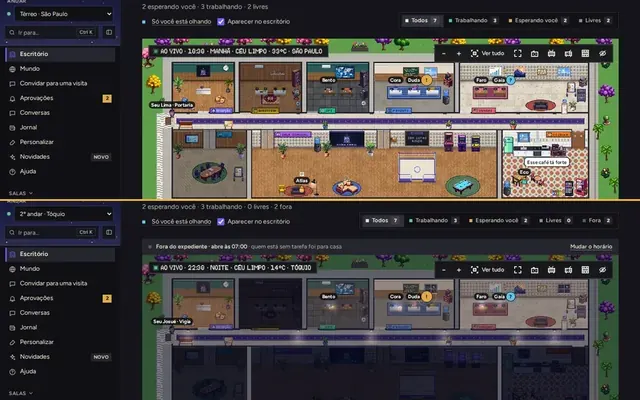 2 esperando você · 3 trabalhando · 2 livres
Térreo · São Paulo
Só você está olhando
Aparecer no escritório
Todos 7
Trabalhando 3
Esperando você 2
Livres 2
Ir para...
Ctrl K
AO VIVO · 10:30 · MANHÃ · CÉU LIMPO · 33°C · SÃO PAULO
Ver tudo
Escritório
Mundo
Convidar para uma visita
Aprovações 2
Conversas
Jornal
Personalizar
Novidades NOVO
Ajuda
SALAS
Bento
Cora
Duda !
Faro
Gaia ?
Seu Lima · Portaria
Esse café tá forte
Eco
Atlas
2 esperando você · 3 trabalhando · 0 livres · 2 fora
2º andar · Tóquio
Só você está olhando
Aparecer no escritório
Todos 7
Trabalhando 3
Esperando você 2
Livres 0
Fora 2
Ir para...
Ctrl K
Fora do expediente · abre às 07:00 · quem está sem tarefa foi para casa
Mudar o horário
AO VIVO · 22:30 · NOITE · CÉU LIMPO · 14°C · TÓQUIO
Ver tudo
Escritório
Mundo
Convidar para uma visita
Aprovações 2
Conversas
Jornal
Personalizar
Novidades NOVO
Ajuda
SALAS
Bento
Cora
Duda !
Faro
Gaia ?
Seu Josué · Vigia